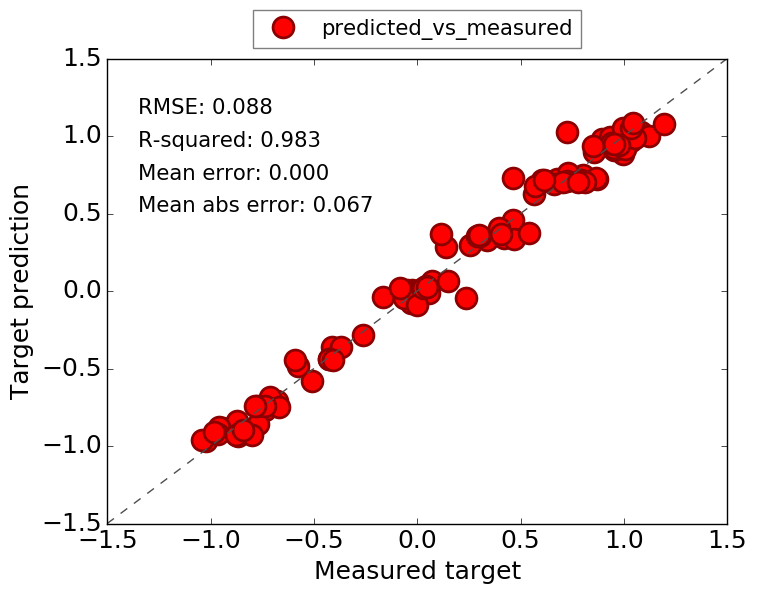 predicted_vs_measured
1.5
1.0
0.5
0.0
−0.5
−1.0
−1.5
RMSE: 0.088
R-squared: 0.983
Mean error: 0.000
Mean abs error: 0.067
Target prediction
−1.5 −1.0 −0.5 0.0 0.5 1.0 1.5
Measured target